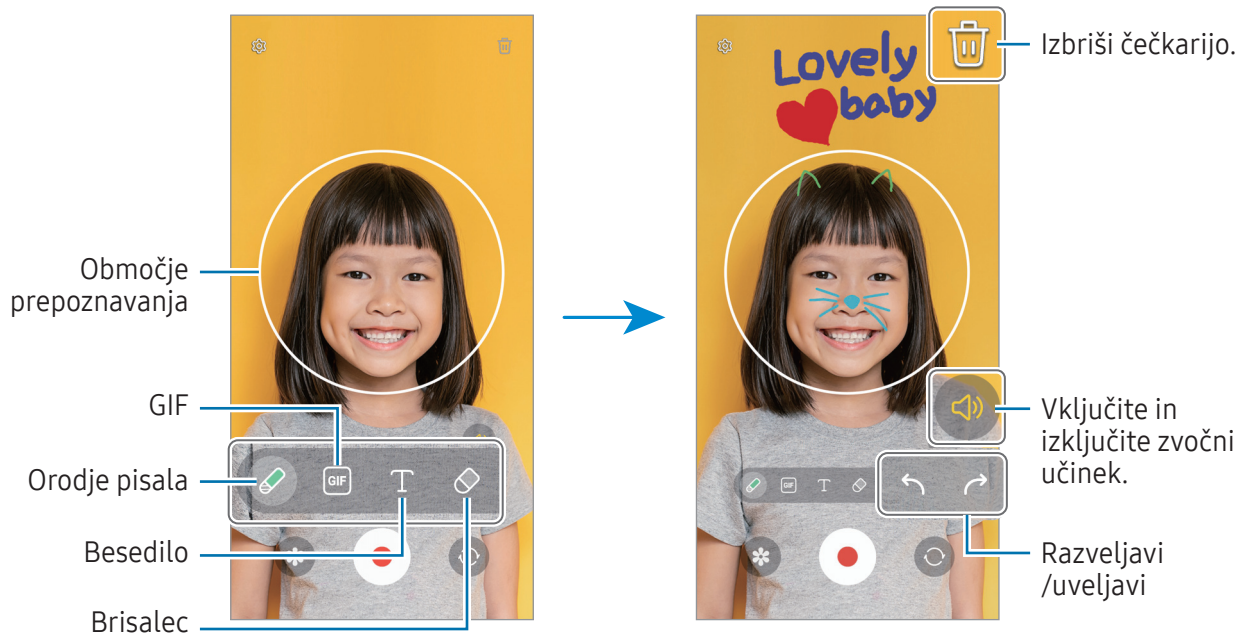 Območje
prepoznavanja
GIF
Orodje pisala
Besedilo
Brisalec
GIF
T
Lovely
baby
Izbriši čečkarijo.
Vključite in
izključite zvočni
učinek.
GIF
T
Razveljavi
/uveljavi